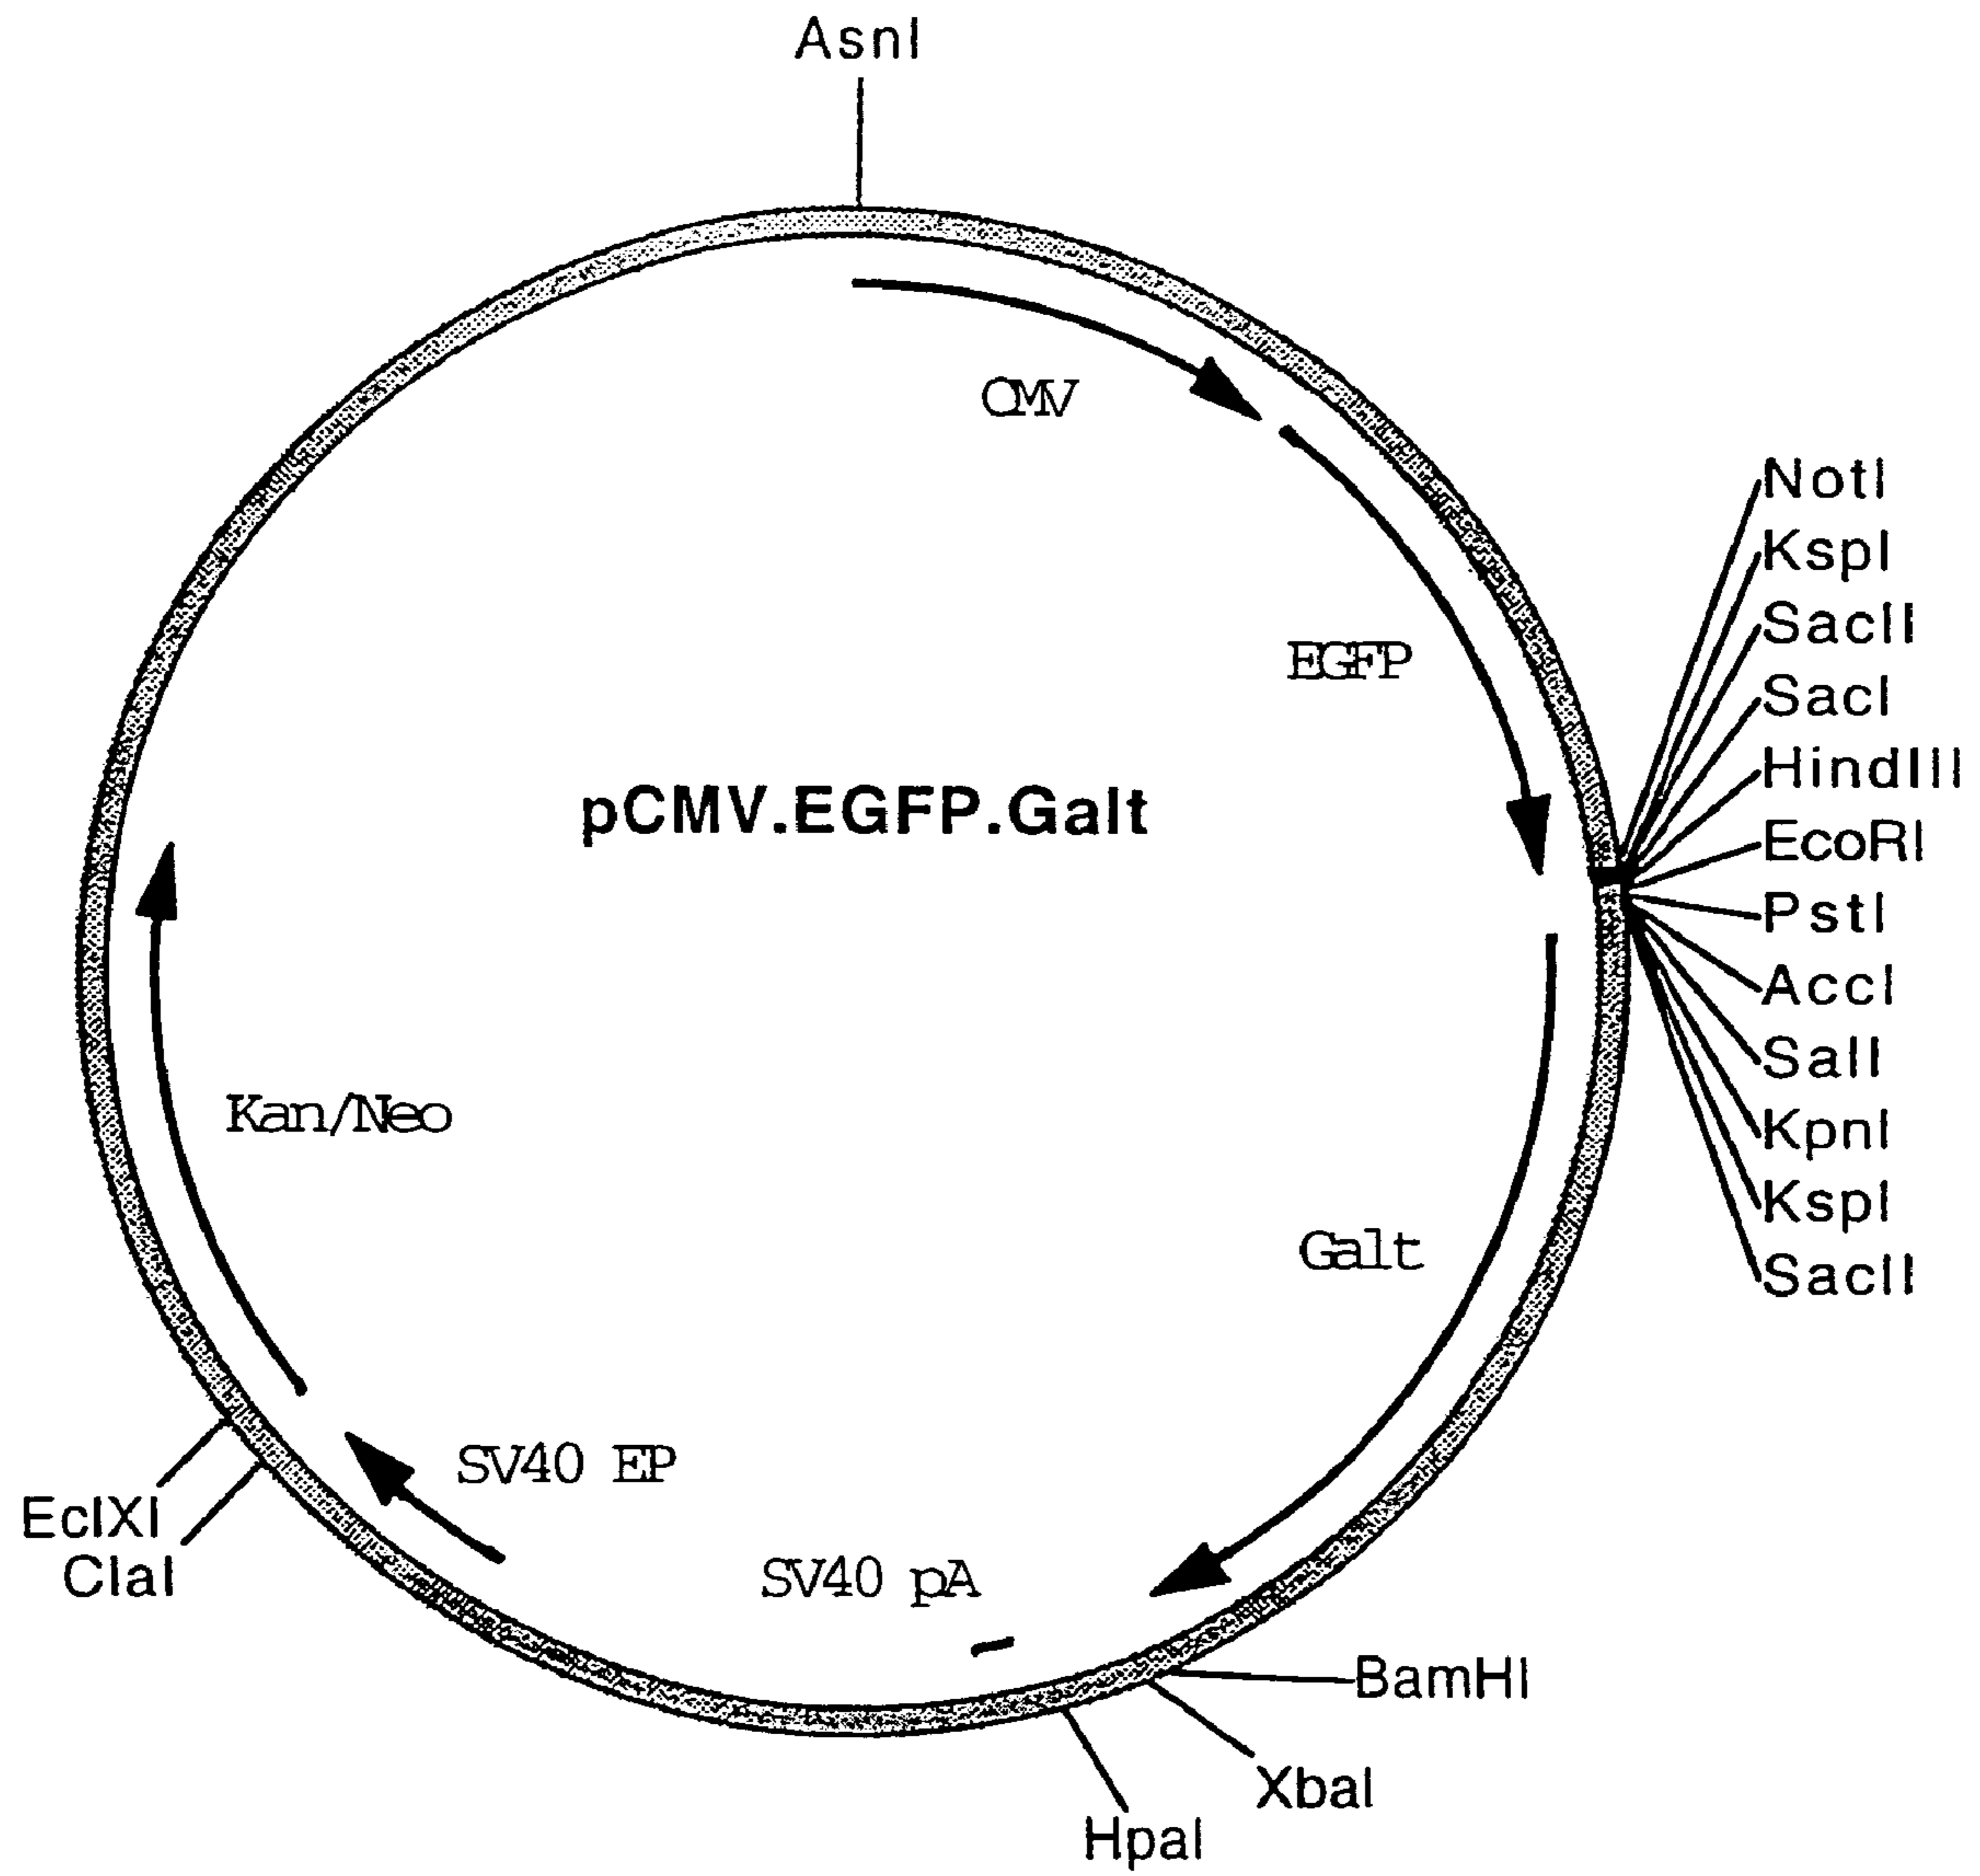 AsnI
CMV
NotI
KspI
SacII
SacI
EGFP
HindIII
pCMV.EGFP.Galt
EcoRI
PstI
AccI
SalI
Kan/Neo
KpnI
KspI
Galt
SacII
SV40 EP
EclXI
ClaI
SV40 pA
BamHI
XbaI
HpaI